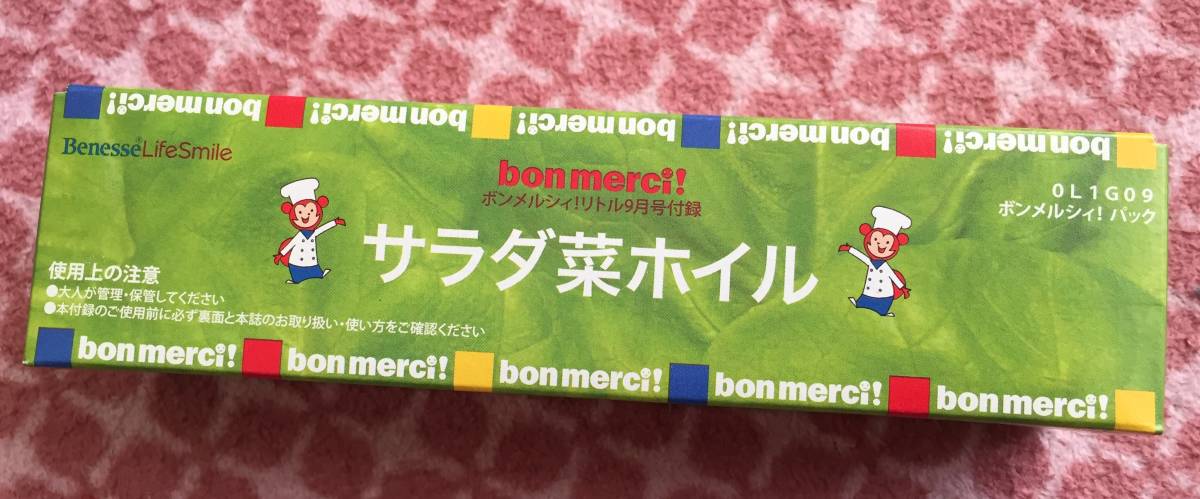 bon merci! bon merci! bon merci! bon merci! bon merci!
Benesse LifeSmile
bon merci!
ボンメルシィ!リトル9月号付録
OL1G09
ボンメルシィ! パック
サラダ菜ホイル
使用上の注意
●大人が管理・保管してください
●本付録のご使用前に必ず裏面と本誌のお取り扱い・使い方をご確認ください
bon merci! bon merci! bon merci! bon merci! bon merci!